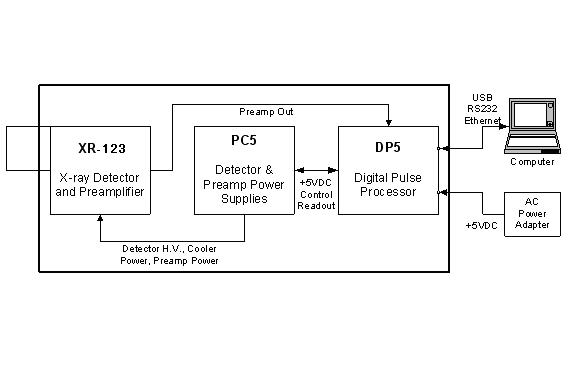 USB
RS232
Ethernet
Preamp Out
XR-123
X-ray Detector
and Preamplifier
PC5
Detector &
Preamp Power
Supplies
+5VDC
Control
Readout
DP5
Digital Pulse
Processor
Computer
AC
Power
Adapter
+5VDC
Detector H.V., Cooler
Power, Preamp Power